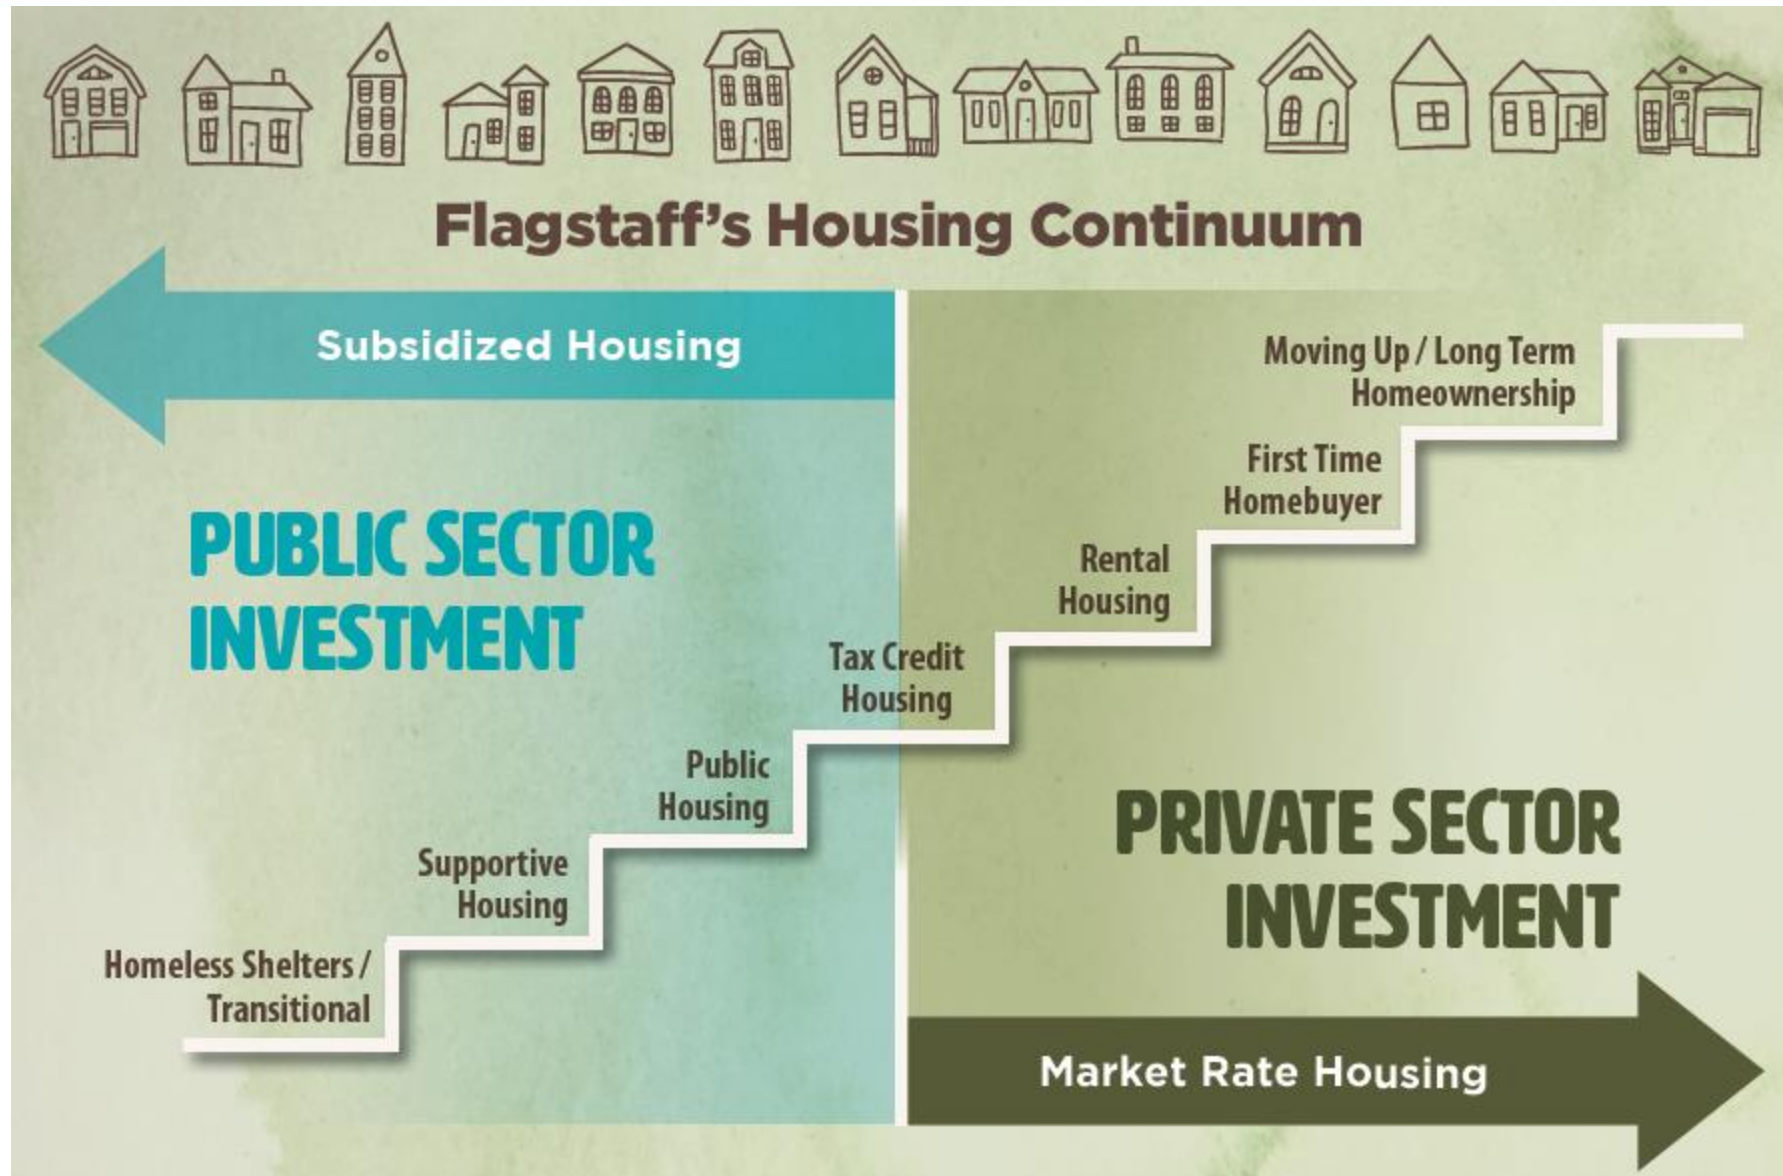 Flagstaff's Housing Continuum
Subsidized Housing
Moving Up / Long Term
Homeownership
First Time
Homebuyer
PUBLIC SECTOR
INVESTMENT
Rental
Housing
Tax Credit
Housing
Public
Housing
PRIVATE SECTOR
INVESTMENT
Supportive
Housing
Homeless Shelters /
Transitional
Market Rate Housing